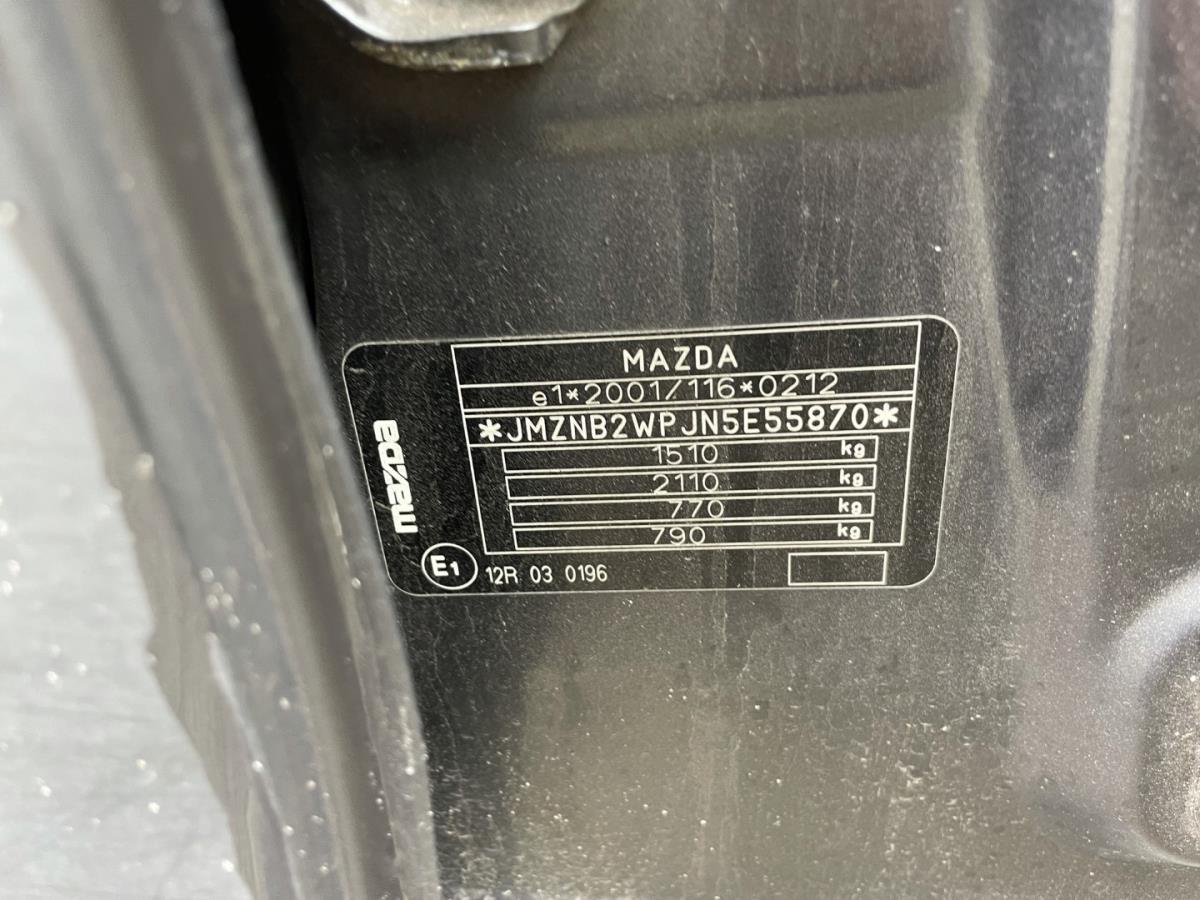 MAZDA
e1*2001/116*0212
*JMZNB2WPJN5E55870*
1510 kg
2110 kg
770 kg
790 kg
mazda
E1 12R 03 0196